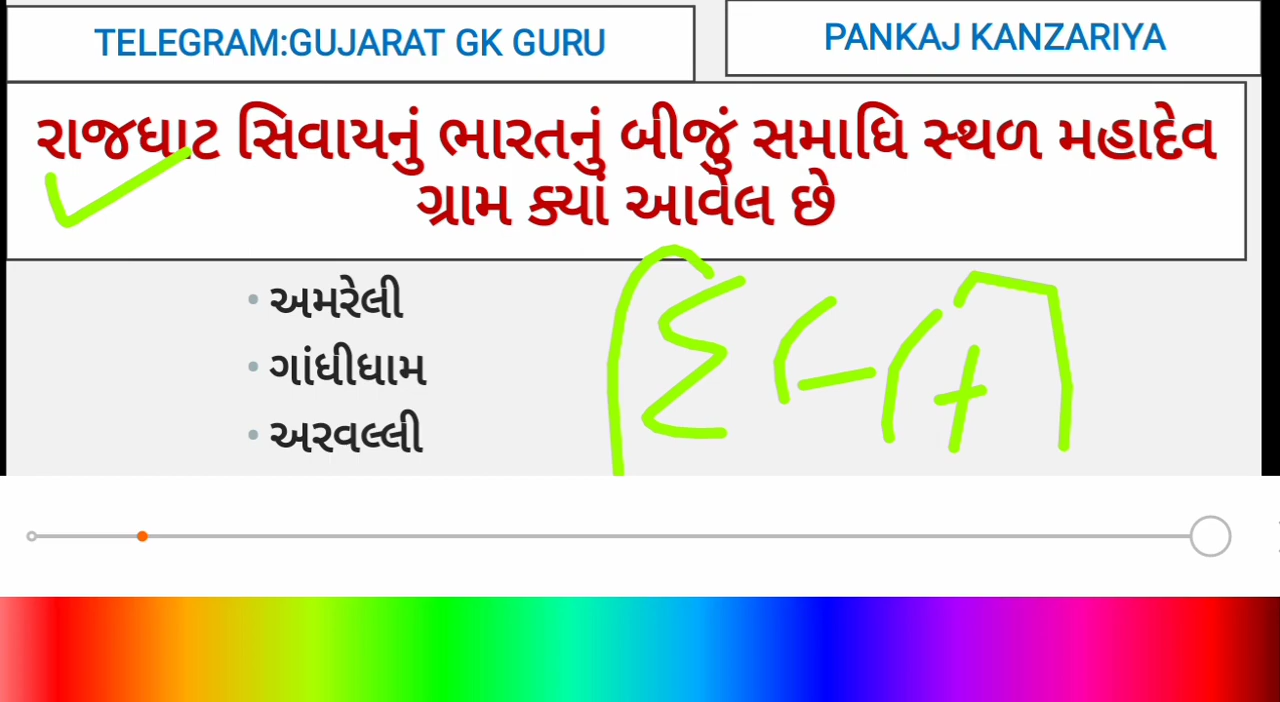 TELEGRAM:GUJARAT GK GURU
PANKAJ KANZARIYA
રાજઘાટ સિવાયનું ભારતનું બીજું સમાધિ સ્થળ મહાદેવ
ગ્રામ ક્યાં આવેલ છે
• અમરેલી
• ગાંધીધામ
• અરવલ્લી